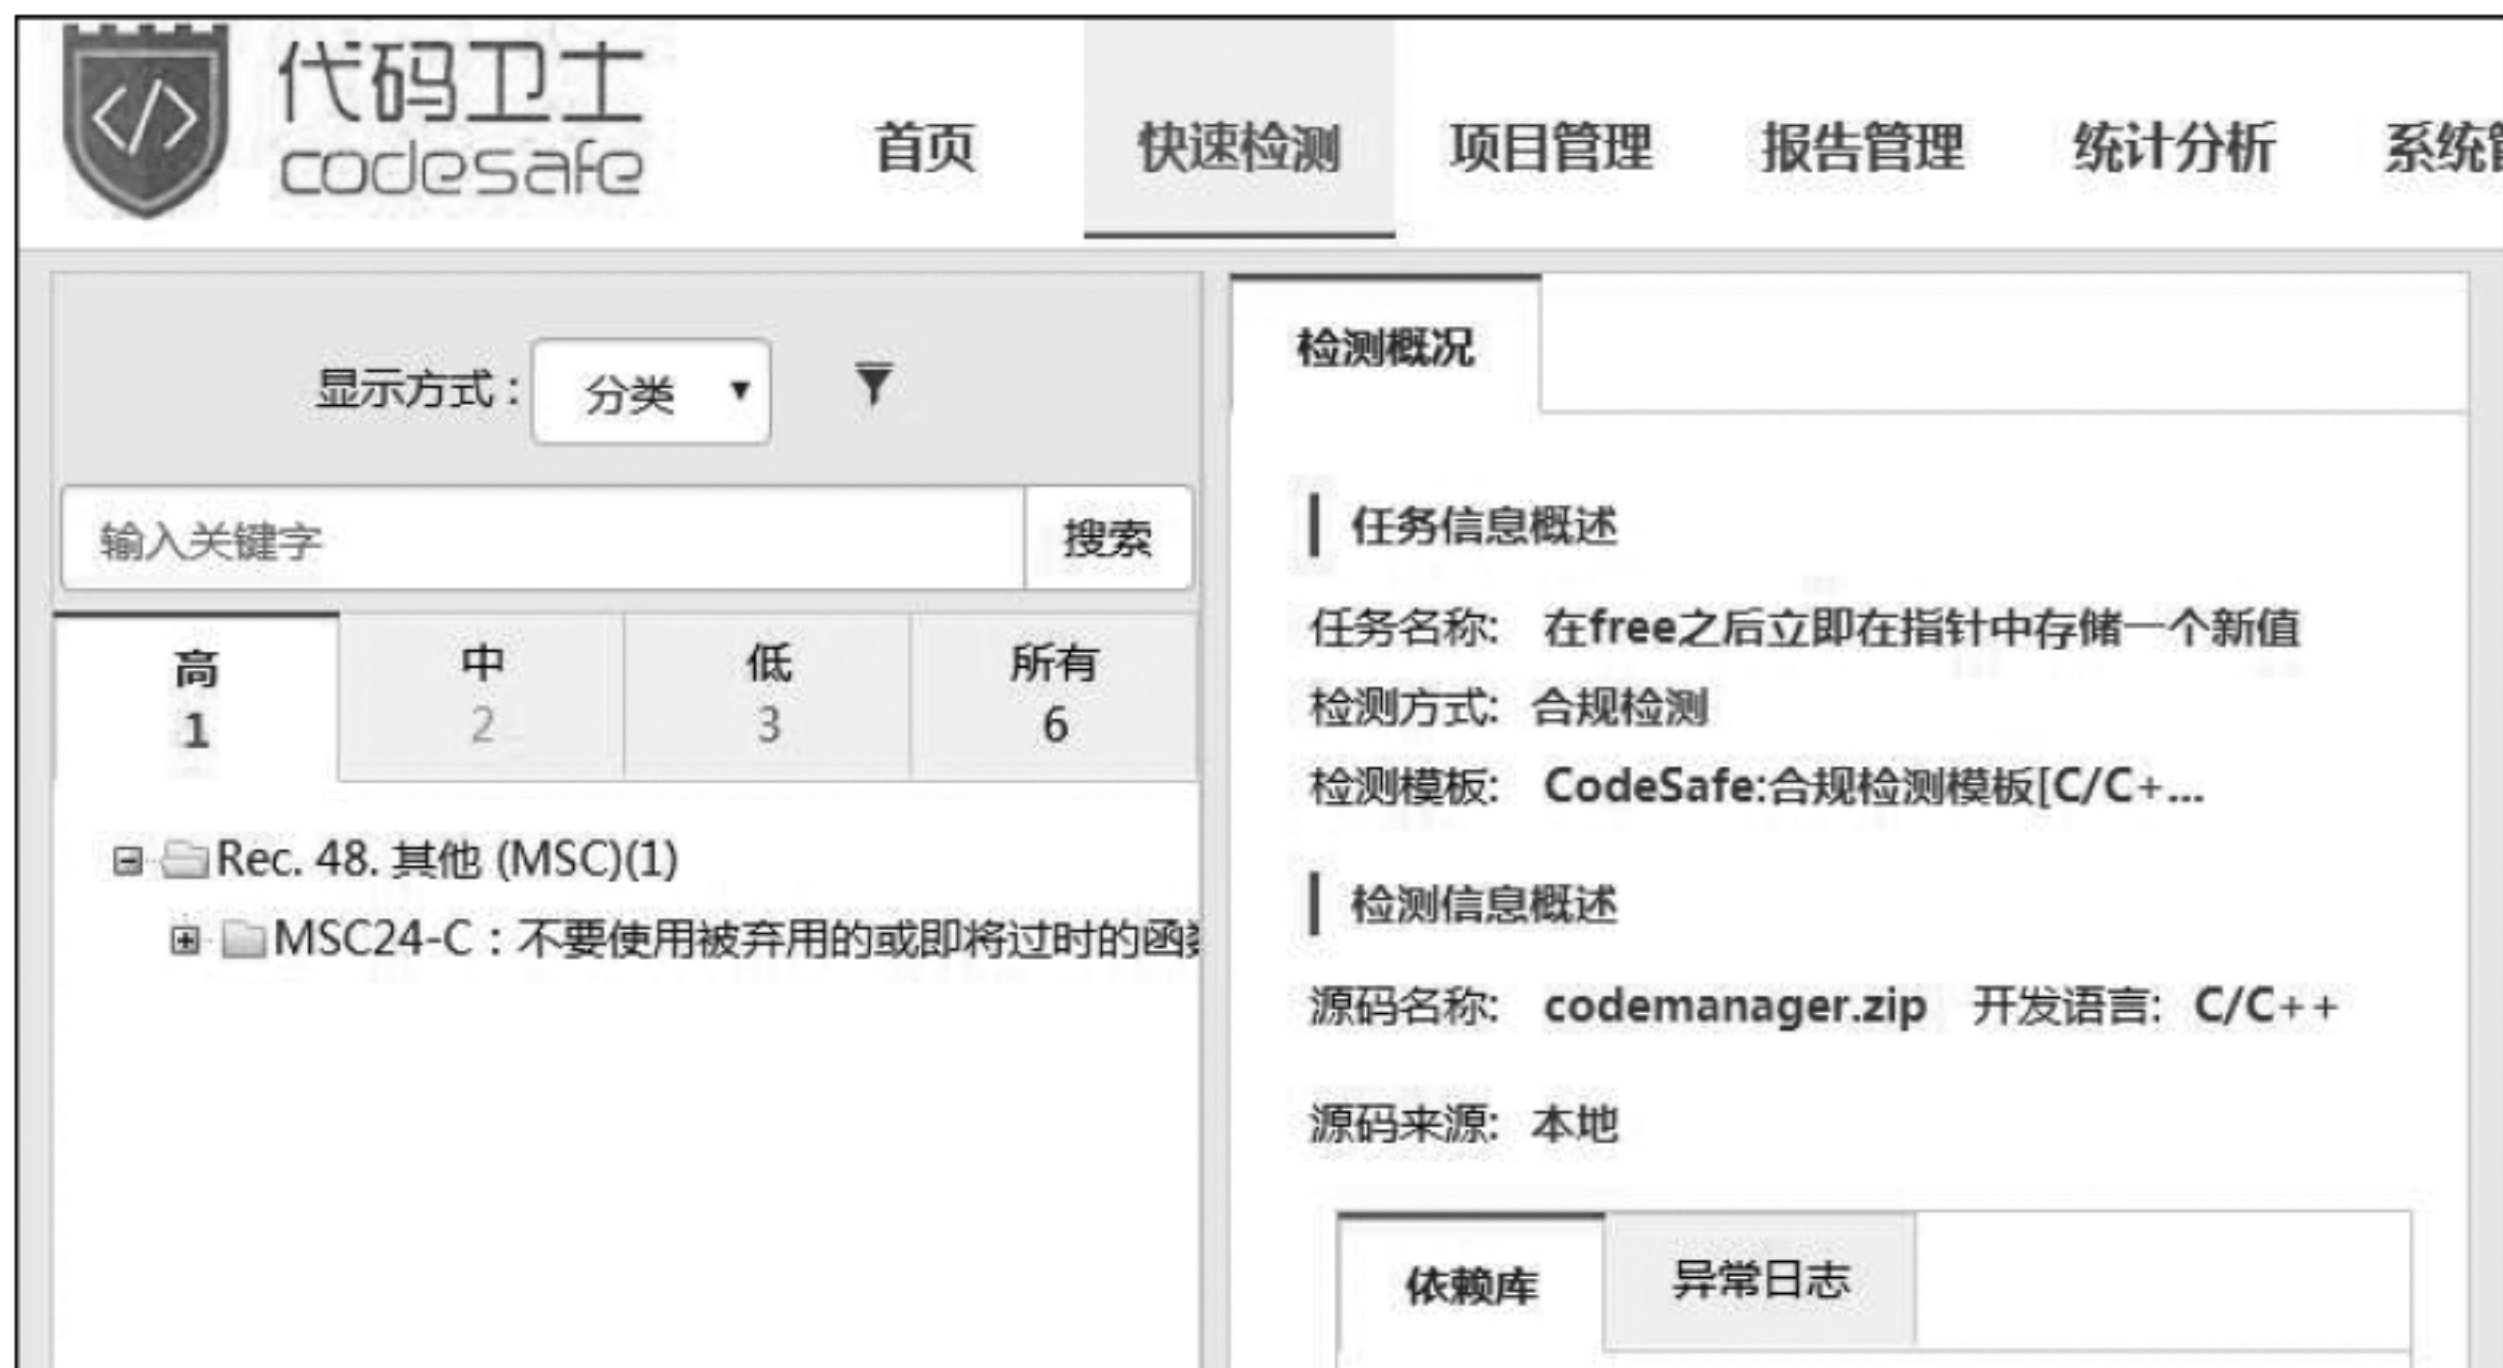 代码卫士
codesafe
首页 快速检测 项目管理 报告管理 统计分析 系统
显示方式： 分类
输入关键字 搜索
高 中 低 所有
1 2 3 6
Rec. 48. 其他 (MSC)(1)
MSC24-C：不要使用被弃用的或即将过时的函
检测概况
任务信息概述
任务名称: 在free之后立即在指针中存储一个新值
检测方式: 合规检测
检测模板: CodeSafe:合规检测模板[C/C+...
检测信息概述
源码名称: codemanager.zip 开发语言: C/C++
源码来源: 本地
依赖库 异常日志